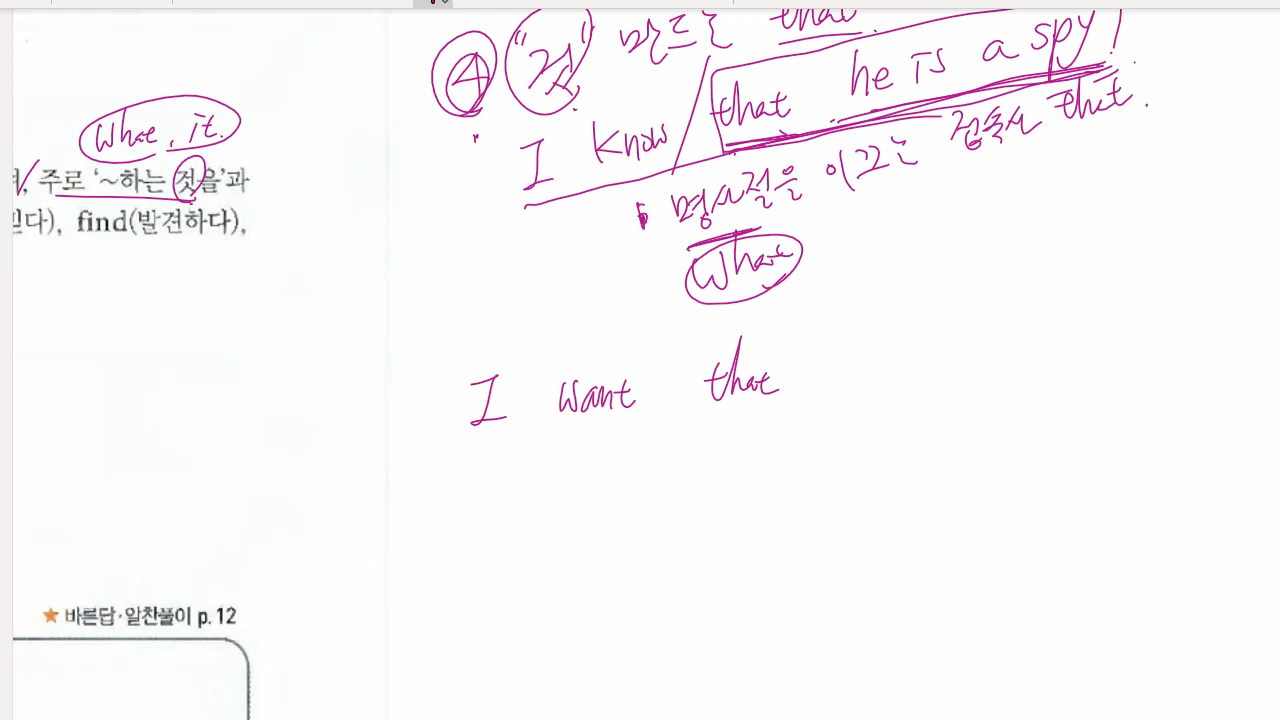 ④ "것" 만드는 that.
I know / that he is a spy!
• 명사절을 이끄는 접속사 that.
what
I want that
what, it.
, 주로 '~하는 것을'과
다), find(발견하다),
★ 바른답·알찬풀이 p. 12